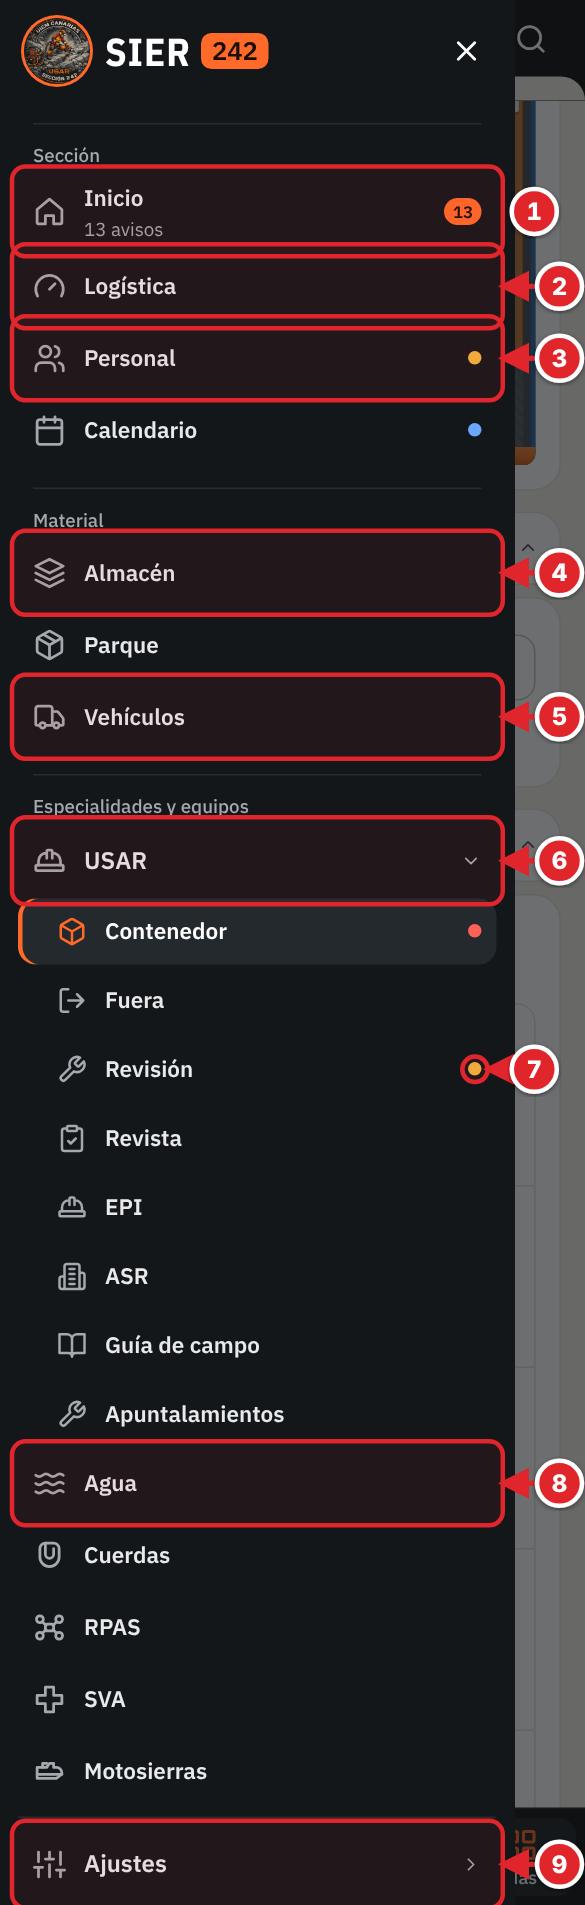 SIER 242
Sección
Inicio
13 avisos
13
1
Logística
2
Personal
3
Calendario
Material
Almacén
4
Parque
Vehículos
5
Especialidades y equipos
USAR
6
Contenedor
Fuera
Revisión
7
Revista
EPI
ASR
Guía de campo
Apuntalamientos
Agua
8
Cuerdas
RPAS
SVA
Motosierras
Ajustes
9